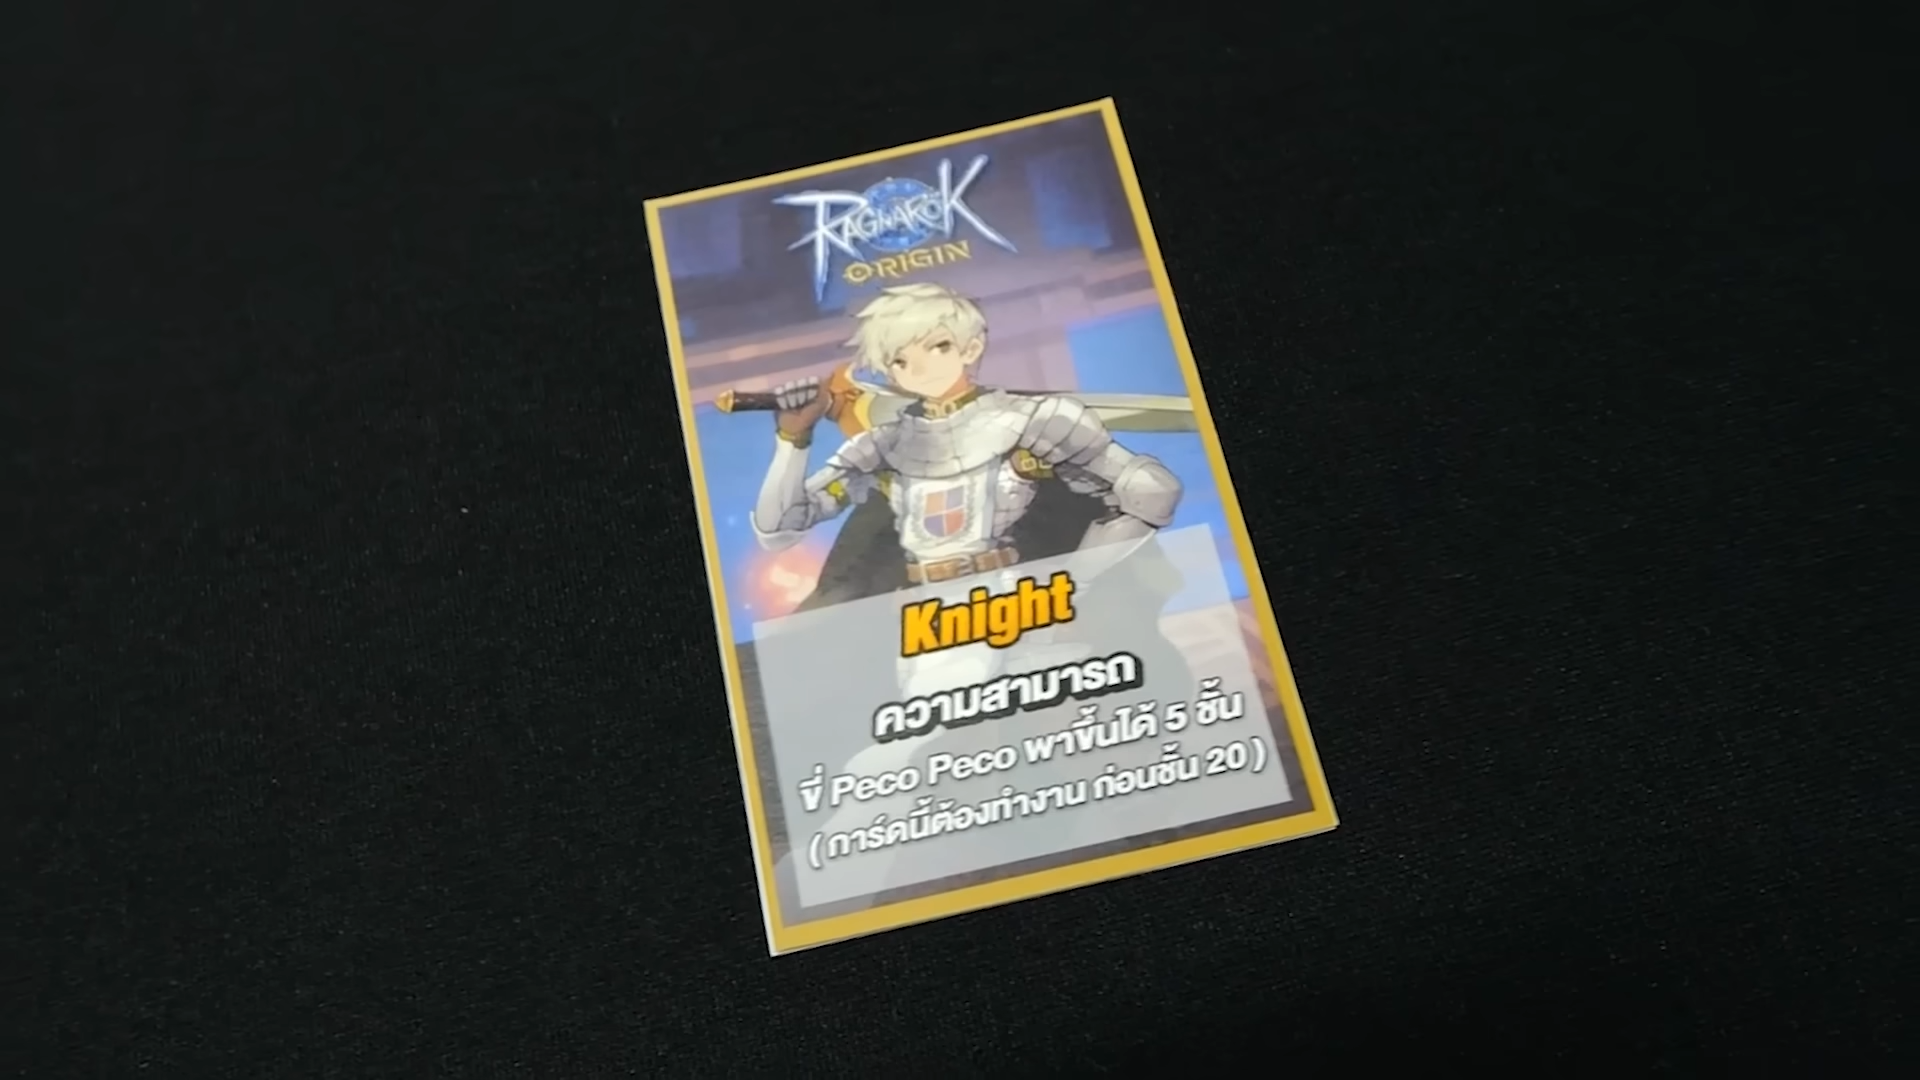 RAGNARÖK
ORIGIN
Knight
ความสามารถ
ขี่ Peco Peco พาขึ้นได้ 5 ชั้น
( การ์ดนี้ต้องทำงาน ก่อนชั้น 20 )